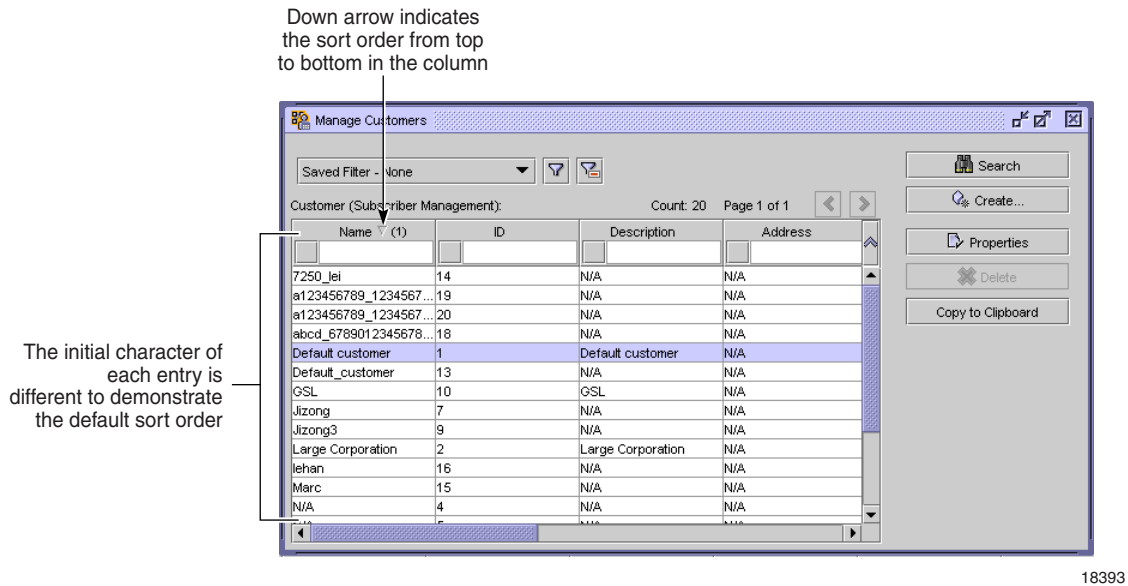 Down arrow indicates
the sort order from top
to bottom in the column
Manage Customers
Saved Filter - None
Search
Create...
Customer (Subscriber Management):
Count: 20 Page 1 of 1
Name (1) ID Description Address
Properties
Delete
Copy to Clipboard
7250_lei 14 N/A N/A
a123456789_1234567... 19 N/A N/A
a123456789_1234567... 20 N/A N/A
abcd_6789012345678... 18 N/A N/A
Default customer 1 Default customer N/A
Default_customer 13 N/A N/A
GSL 10 GSL N/A
Jizong 7 N/A N/A
Jizong3 9 N/A N/A
Large Corporation 2 Large Corporation N/A
lehan 16 N/A N/A
Marc 15 N/A N/A
N/A 4 N/A N/A
The initial character of
each entry is
different to demonstrate
the default sort order
18393